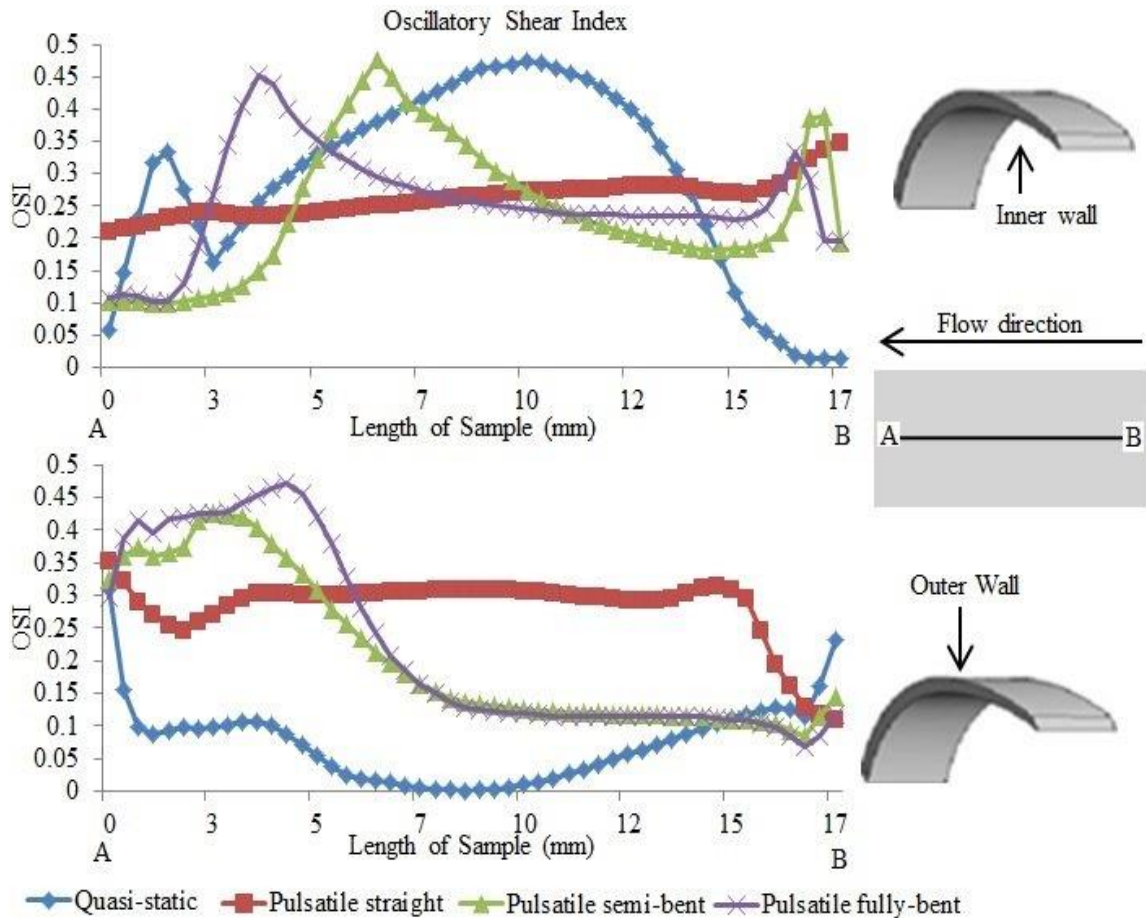 Oscillatory Shear Index
0.5
0.45
0.4
0.35
0.3
0.25
0.2
0.15
0.1
0.05
0
OSI
0 3 5 7 10 12 15 17
A Length of Sample (mm) B
Inner wall
Flow direction
A B
0.5
0.45
0.4
0.35
0.3
0.25
0.2
0.15
0.1
0.05
0
OSI
0 3 5 7 10 12 15 17
A Length of Sample (mm) B
Outer Wall
Quasi-static Pulsatile straight Pulsatile semi-bent Pulsatile fully-bent